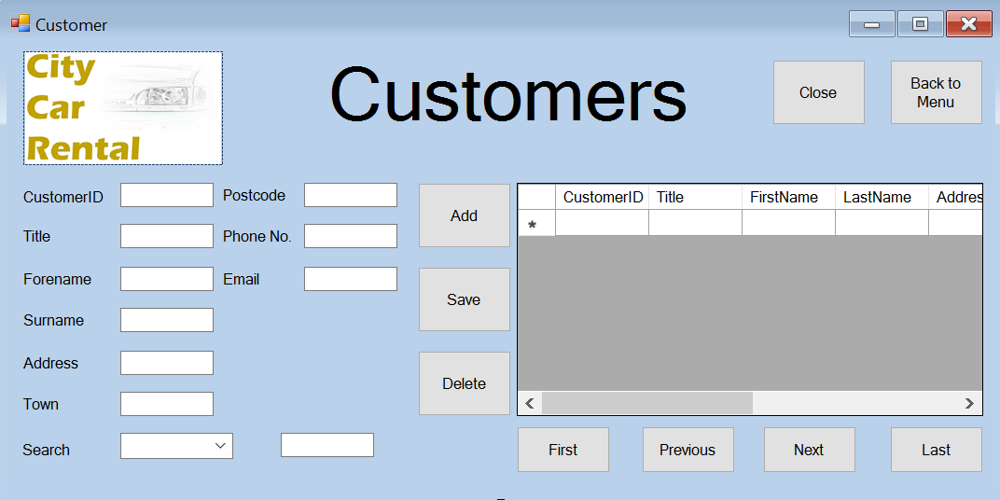 Customer
City
Car
Rental
Customers
Close
Back to
Menu
CustomerID
Postcode
Title
Phone No.
Forename
Email
Surname
Address
Town
Search
Add
Save
Delete
CustomerID Title FirstName LastName Addres
*
First Previous Next Last